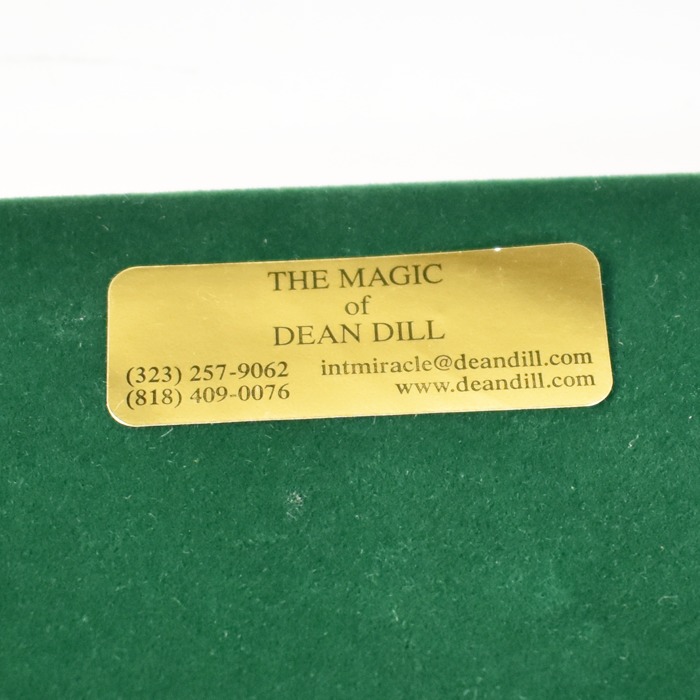 THE MAGIC
of
DEAN DILL
(323) 257-9062 intmiracle@deandill.com
(818) 409-0076 www.deandill.com